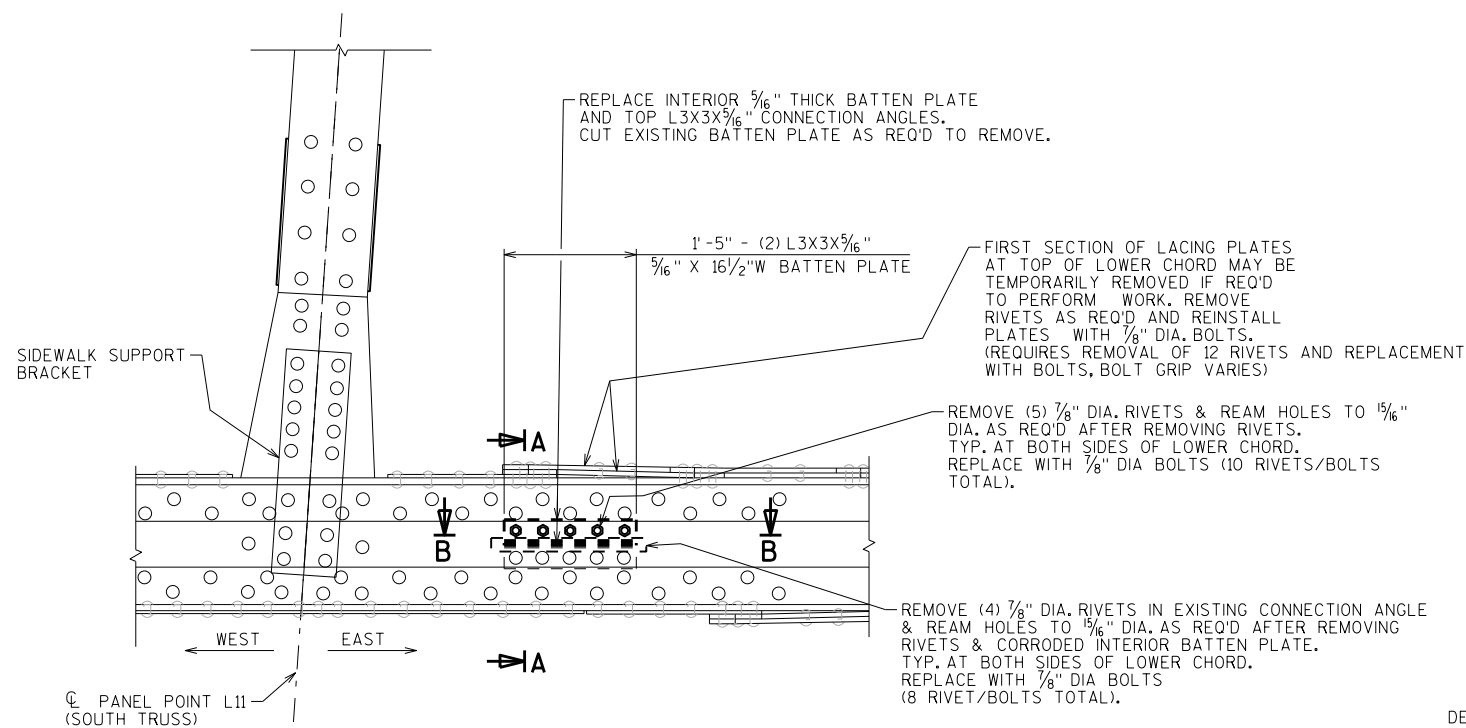 REPLACE INTERIOR 5/16" THICK BATTEN PLATE
AND TOP L3X3X5/16" CONNECTION ANGLES.
CUT EXISTING BATTEN PLATE AS REQ'D TO REMOVE.
1'-5" - (2) L3X3X5/16"
5/16" X 16 1/2"W BATTEN PLATE
FIRST SECTION OF LACING PLATES
AT TOP OF LOWER CHORD MAY BE
TEMPORARILY REMOVED IF REQ'D
TO PERFORM WORK. REMOVE
RIVETS AS REQ'D AND REINSTALL
PLATES WITH 7/8" DIA. BOLTS.
(REQUIRES REMOVAL OF 12 RIVETS AND REPLACEMENT
WITH BOLTS, BOLT GRIP VARIES)
SIDEWALK SUPPORT
BRACKET
REMOVE (5) 7/8" DIA. RIVETS & REAM HOLES TO 15/16"
DIA. AS REQ'D AFTER REMOVING RIVETS.
TYP. AT BOTH SIDES OF LOWER CHORD.
REPLACE WITH 7/8" DIA BOLTS (10 RIVETS/BOLTS
TOTAL).
A
B
B
REMOVE (4) 7/8" DIA. RIVETS IN EXISTING CONNECTION ANGLE
& REAM HOLES TO 15/16" DIA. AS REQ'D AFTER REMOVING
RIVETS & CORRODED INTERIOR BATTEN PLATE.
TYP. AT BOTH SIDES OF LOWER CHORD.
REPLACE WITH 7/8" DIA BOLTS
(8 RIVET/BOLTS TOTAL).
WEST
EAST
A
℄ PANEL POINT L11
(SOUTH TRUSS)
DE